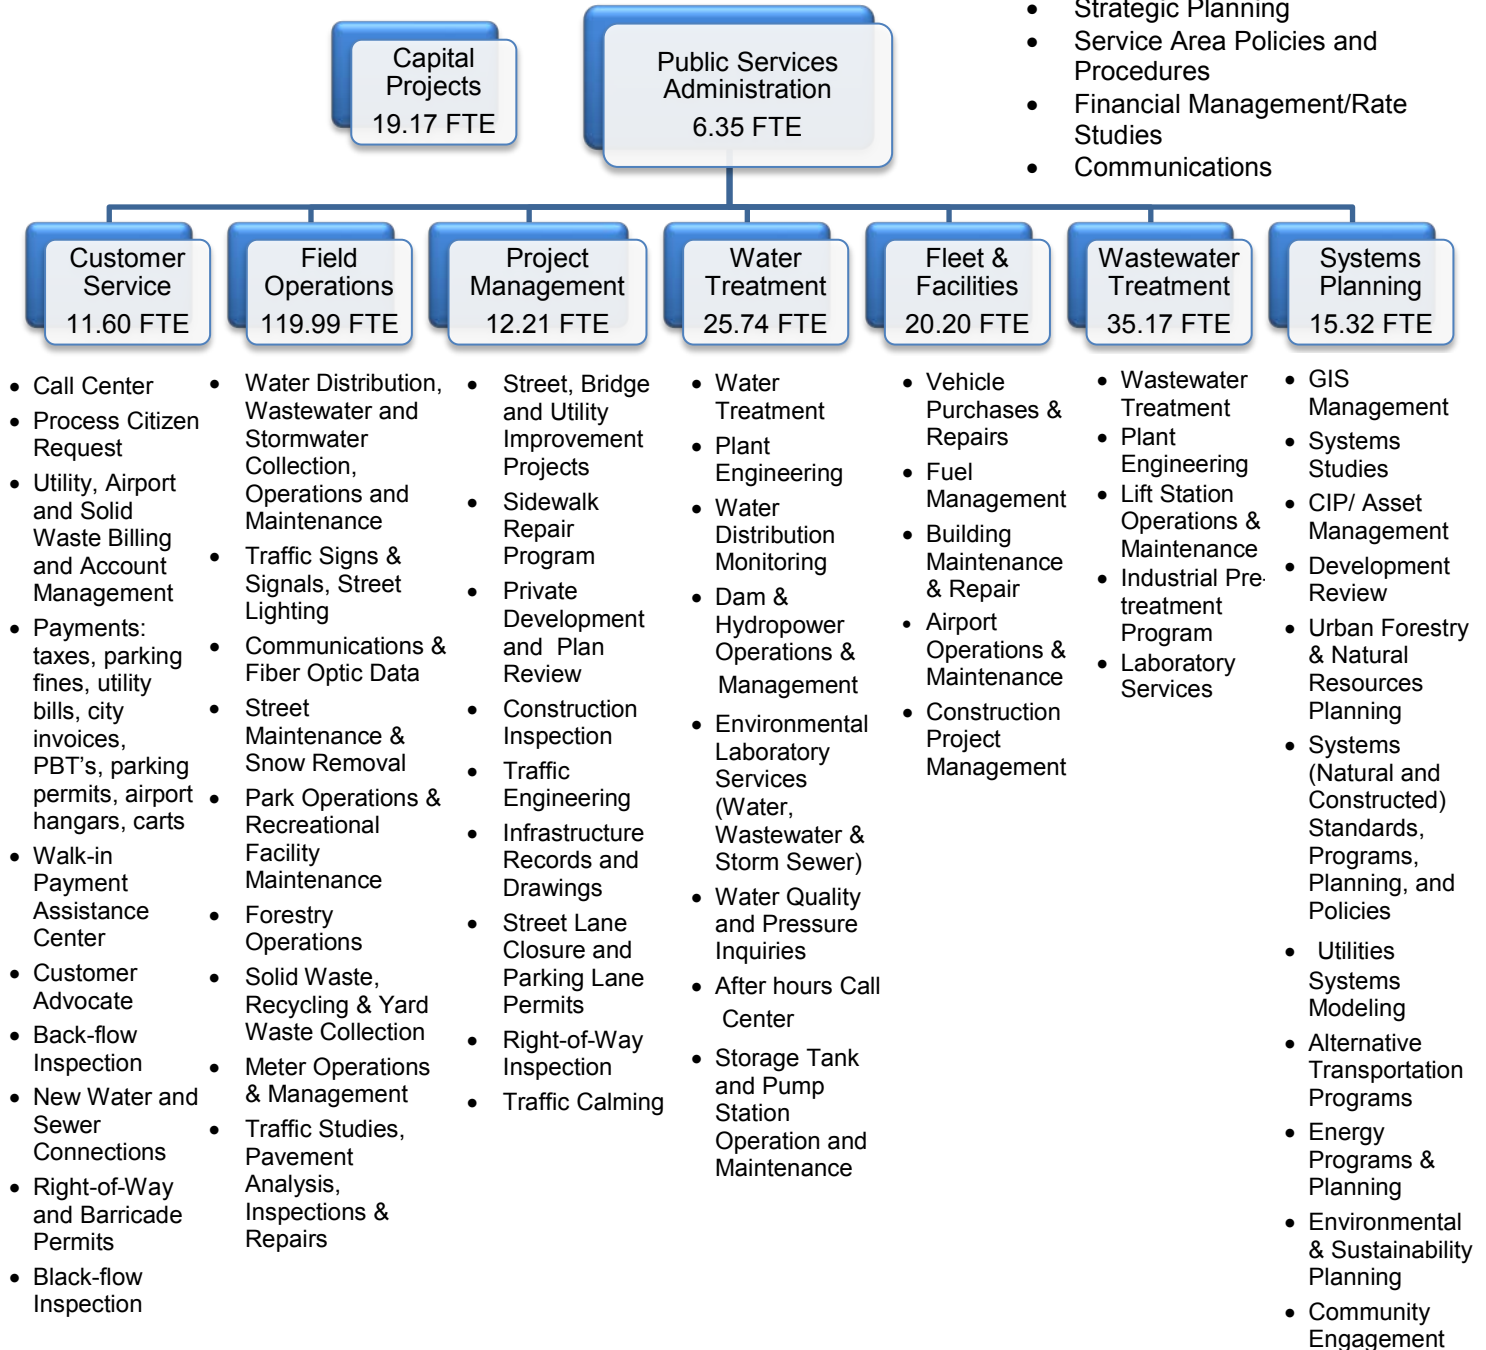 • Strategic Planning
• Service Area Policies and
Procedures
• Financial Management/Rate
Studies
• Communications
Capital
Projects
19.17 FTE
Public Services
Administration
6.35 FTE
Customer
Service
11.60 FTE
Field
Operations
119.99 FTE
Project
Management
12.21 FTE
Water
Treatment
25.74 FTE
Fleet &
Facilities
20.20 FTE
Wastewater
Treatment
35.17 FTE
Systems
Planning
15.32 FTE
• Call Center
• Process Citizen
Request
• Utility, Airport
and Solid
Waste Billing
and Account
Management
• Payments:
taxes, parking
fines, utility
bills, city
invoices,
PBT's, parking
permits, airport
hangars, carts
• Walk-in
Payment
Assistance
Center
• Customer
Advocate
• Back-flow
Inspection
• New Water and
Sewer
Connections
• Right-of-Way
and Barricade
Permits
• Black-flow
Inspection
• Water Distribution,
Wastewater and
Stormwater
Collection,
Operations and
Maintenance
• Traffic Signs &
Signals, Street
Lighting
• Communications &
Fiber Optic Data
• Street
Maintenance &
Snow Removal
• Park Operations &
Recreational
Facility
Maintenance
• Forestry
Operations
• Solid Waste,
Recycling & Yard
Waste Collection
• Meter Operations
& Management
• Traffic Studies,
Pavement
Analysis,
Inspections &
Repairs
• Street, Bridge
and Utility
Improvement
Projects
• Sidewalk
Repair
Program
• Private
Development
and Plan
Review
• Construction
Inspection
• Traffic
Engineering
• Infrastructure
Records and
Drawings
• Street Lane
Closure and
Parking Lane
Permits
• Right-of-Way
Inspection
• Traffic Calming
• Water
Treatment
• Plant
Engineering
• Water
Distribution
Monitoring
• Dam &
Hydropower
Operations &
Management
• Environmental
Laboratory
Services
(Water,
Wastewater &
Storm Sewer)
• Water Quality
and Pressure
Inquiries
• After hours Call
Center
• Storage Tank
and Pump
Station
Operation and
Maintenance
• Vehicle
Purchases &
Repairs
• Fuel
Management
• Building
Maintenance
& Repair
• Airport
Operations &
Maintenance
• Construction
Project
Management
• Wastewater
Treatment
• Plant
Engineering
• Lift Station
Operations &
Maintenance
• Industrial Pre-
treatment
Program
• Laboratory
Services
• GIS
Management
• Systems
Studies
• CIP/ Asset
Management
• Development
Review
• Urban Forestry
& Natural
Resources
Planning
• Systems
(Natural and
Constructed)
Standards,
Programs,
Planning, and
Policies
• Utilities
Systems
Modeling
• Alternative
Transportation
Programs
• Energy
Programs &
Planning
• Environmental
& Sustainability
Planning
• Community
Engagement